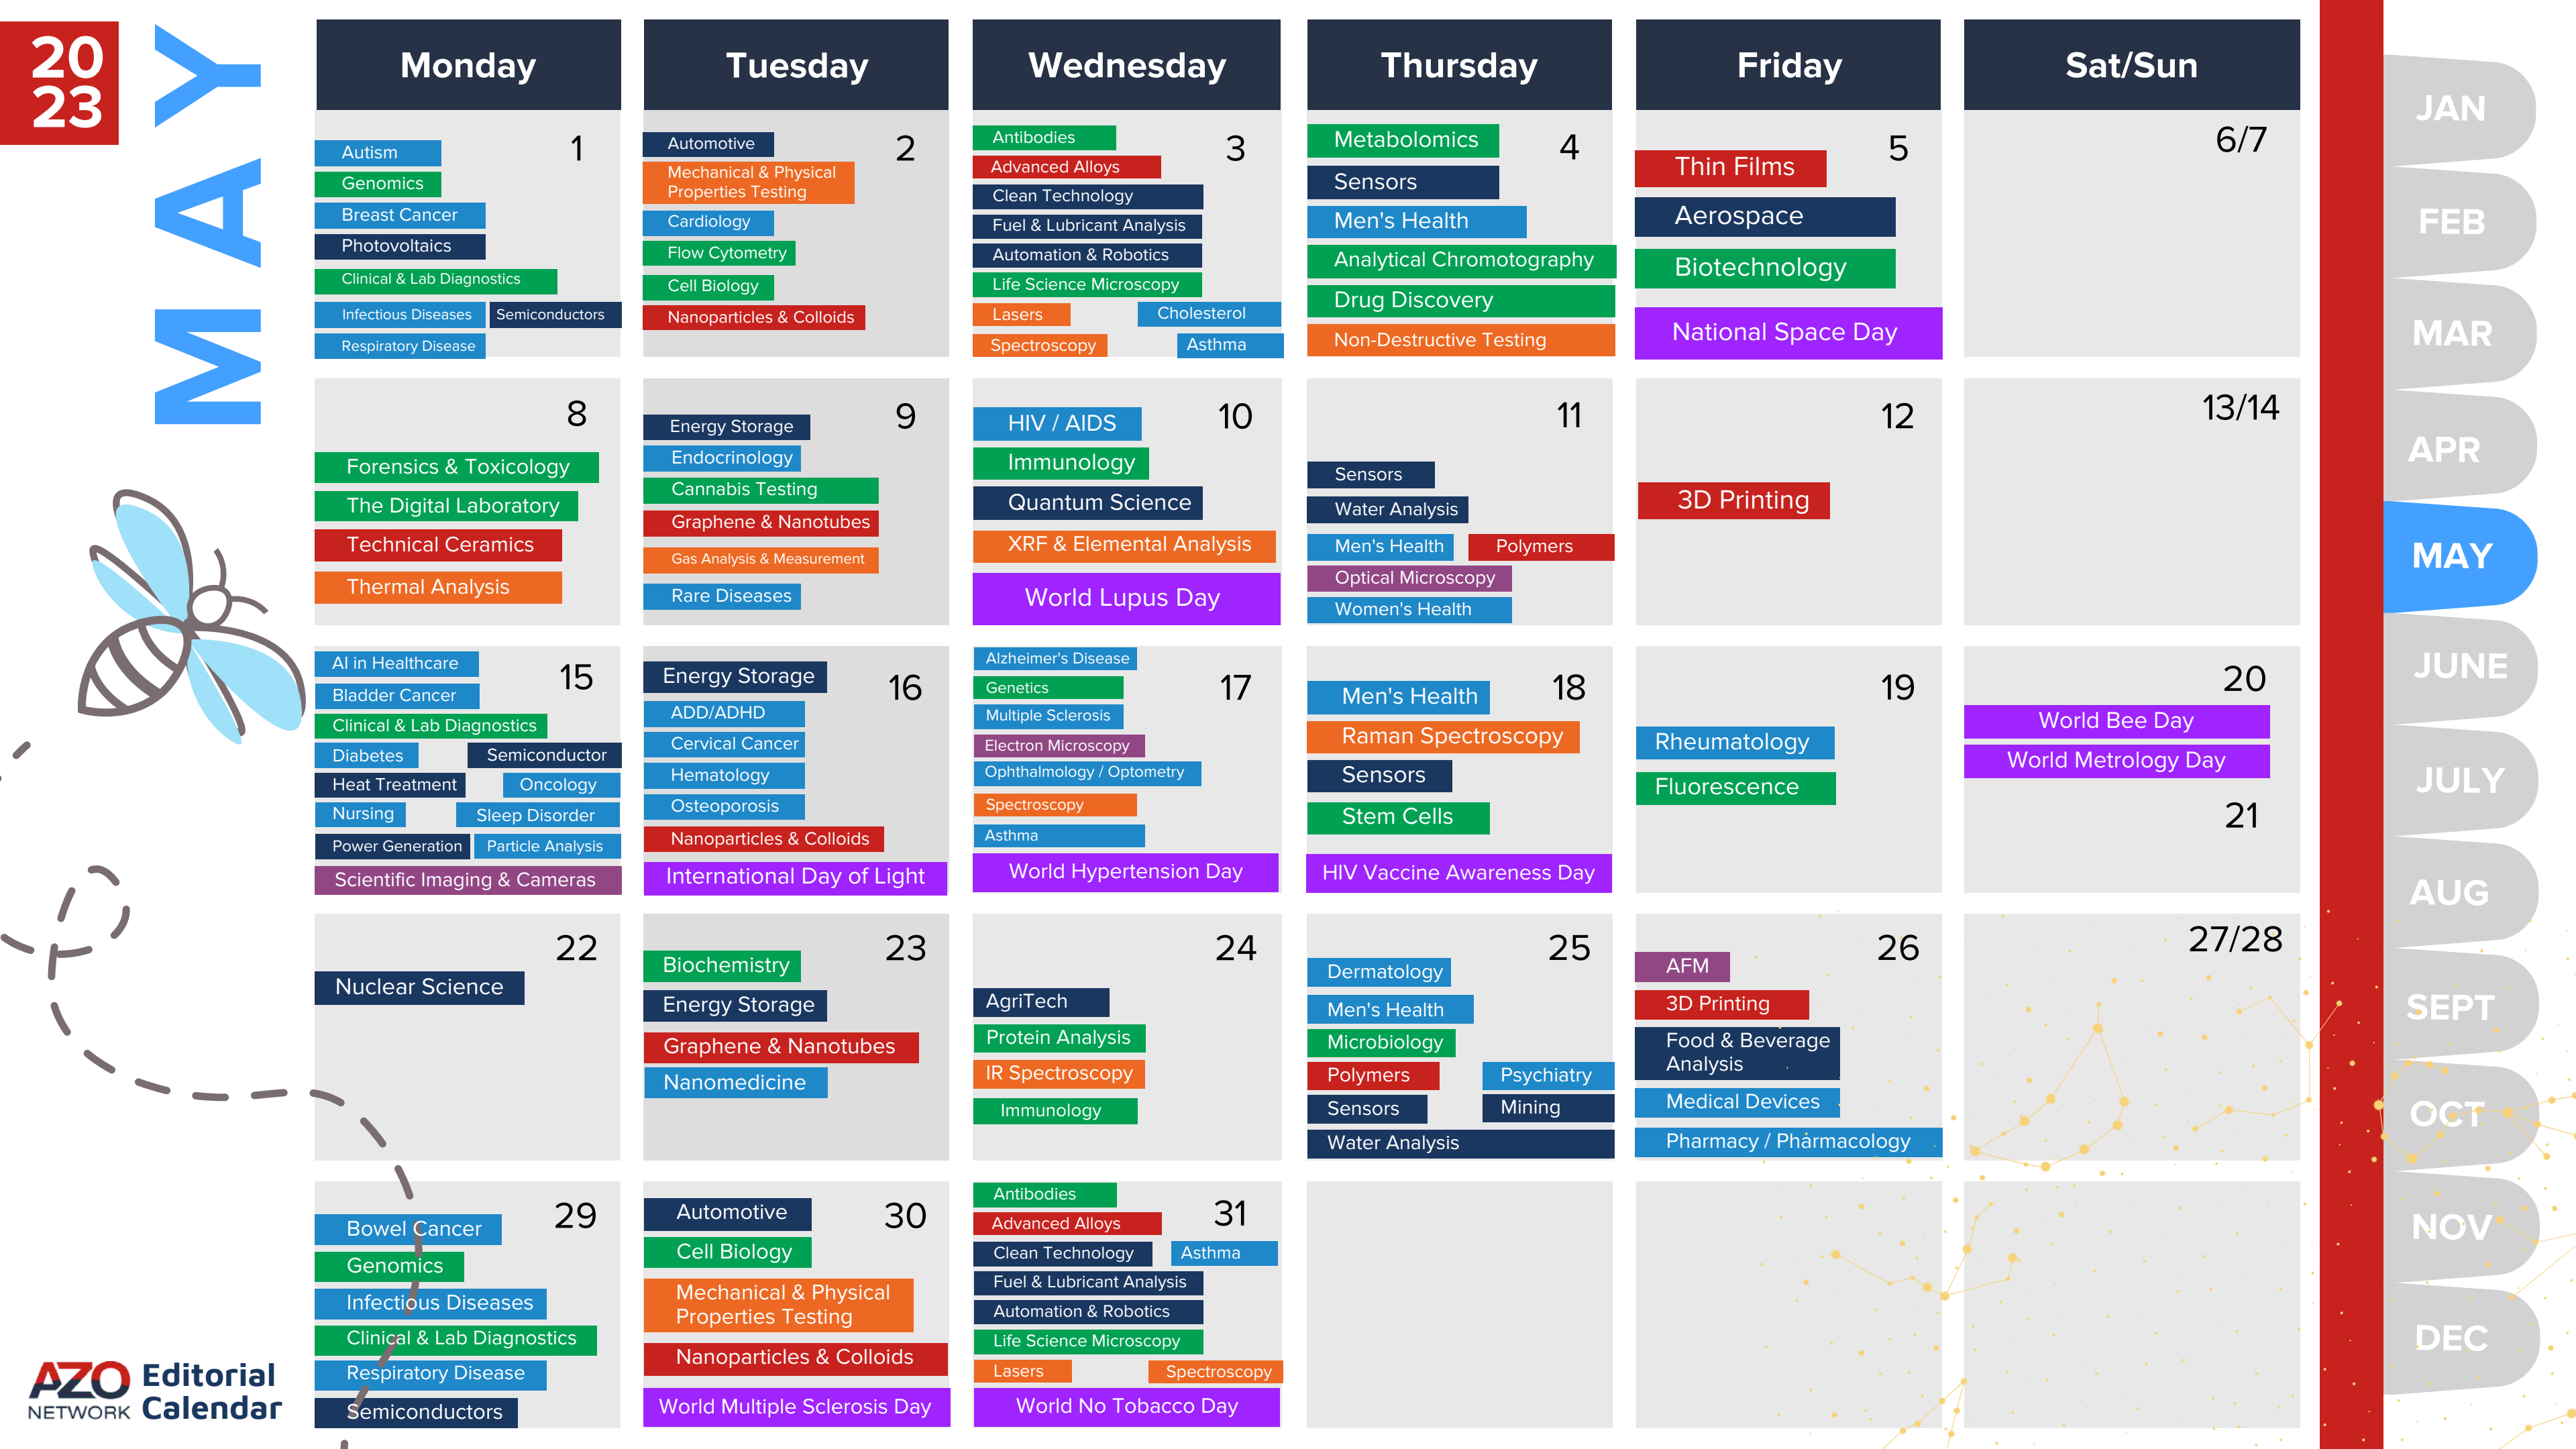 20
23
MAY
Monday
Tuesday
Wednesday
Thursday
Friday
Sat/Sun
1
Autism
Genomics
Breast Cancer
Photovoltaics
Clinical & Lab Diagnostics
Infectious Diseases
Semiconductors
Respiratory Disease
2
Automotive
Mechanical & Physical
Properties Testing
Cardiology
Flow Cytometry
Cell Biology
Nanoparticles & Colloids
3
Antibodies
Advanced Alloys
Clean Technology
Fuel & Lubricant Analysis
Automation & Robotics
Life Science Microscopy
Lasers
Cholesterol
Spectroscopy
Asthma
4
Metabolomics
Sensors
Men's Health
Analytical Chromotography
Drug Discovery
Non-Destructive Testing
5
Thin Films
Aerospace
Biotechnology
National Space Day
6/7
8
Forensics & Toxicology
The Digital Laboratory
Technical Ceramics
Thermal Analysis
9
Energy Storage
Endocrinology
Cannabis Testing
Graphene & Nanotubes
Gas Analysis & Measurement
Rare Diseases
10
HIV / AIDS
Immunology
Quantum Science
XRF & Elemental Analysis
World Lupus Day
11
Sensors
Water Analysis
Men's Health
Polymers
Optical Microscopy
Women's Health
12
3D Printing
13/14
15
AI in Healthcare
Bladder Cancer
Clinical & Lab Diagnostics
Diabetes
Semiconductor
Heat Treatment
Oncology
Nursing
Sleep Disorder
Power Generation
Particle Analysis
Scientific Imaging & Cameras
16
Energy Storage
ADD/ADHD
Cervical Cancer
Hematology
Osteoporosis
Nanoparticles & Colloids
International Day of Light
17
Alzheimer's Disease
Genetics
Multiple Sclerosis
Electron Microscopy
Ophthalmology / Optometry
Spectroscopy
Asthma
World Hypertension Day
18
Men's Health
Raman Spectroscopy
Sensors
Stem Cells
HIV Vaccine Awareness Day
19
Rheumatology
Fluorescence
20
World Bee Day
World Metrology Day
21
22
Nuclear Science
23
Biochemistry
Energy Storage
Graphene & Nanotubes
Nanomedicine
24
AgriTech
Protein Analysis
IR Spectroscopy
Immunology
25
Dermatology
Men's Health
Microbiology
Polymers
Psychiatry
Sensors
Mining
Water Analysis
26
AFM
3D Printing
Food & Beverage
Analysis
Medical Devices
Pharmacy / Pharmacology
27/28
29
Bowel Cancer
Genomics
Infectious Diseases
Clinical & Lab Diagnostics
Respiratory Disease
Semiconductors
30
Automotive
Cell Biology
Mechanical & Physical
Properties Testing
Nanoparticles & Colloids
World Multiple Sclerosis Day
31
Antibodies
Advanced Alloys
Clean Technology
Asthma
Fuel & Lubricant Analysis
Automation & Robotics
Life Science Microscopy
Lasers
Spectroscopy
World No Tobacco Day
JAN
FEB
MAR
APR
MAY
JUNE
JULY
AUG
SEPT
OCT
NOV
DEC
AZO
NETWORK
Editorial
Calendar